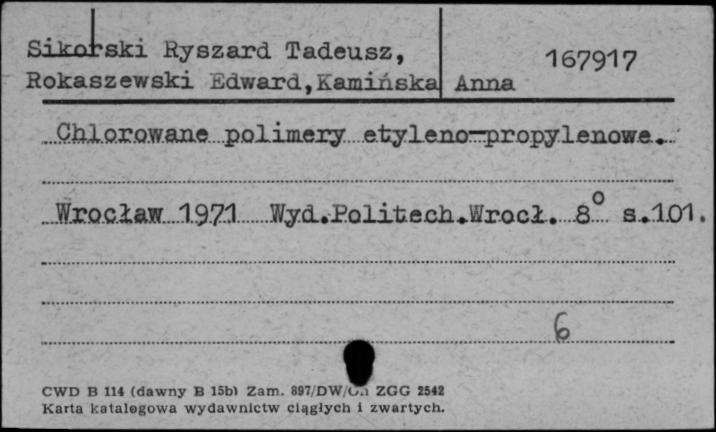 Sikorski Ryszard Tadeusz, 167917
Rokaszewski Edward,Kamińska Anna
Chlorowane polimery etyleno-propylenowe.
Wrocław 1971 Wyd.Politech.Wrocł. 8° s.101.
6
CWD B 114 (dawny B 15b) Zam. 897/DW/ ZGG 2542
Karta katalogowa wydawnictw ciągłych i zwartych.